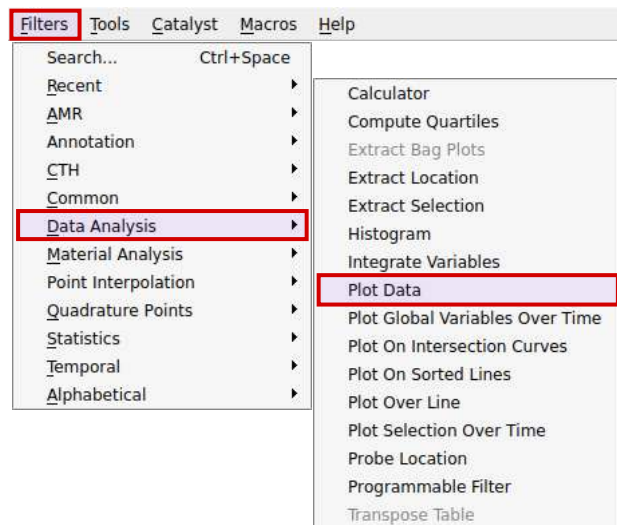 Filters Tools Catalyst Macros Help
Search... Ctrl+Space
Recent
AMR
Annotation
CTH
Common
Data Analysis
Material Analysis
Point Interpolation
Quadrature Points
Statistics
Temporal
Alphabetical
Calculator
Compute Quartiles
Extract Bag Plots
Extract Location
Extract Selection
Histogram
Integrate Variables
Plot Data
Plot Global Variables Over Time
Plot On Intersection Curves
Plot On Sorted Lines
Plot Over Line
Plot Selection Over Time
Probe Location
Programmable Filter
Transpose Table